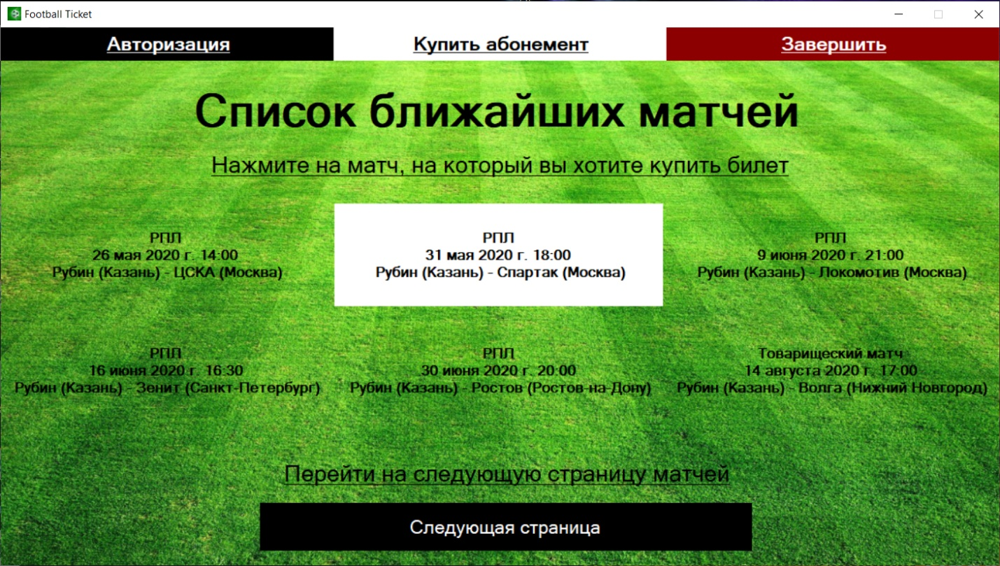 Football Ticket
Авторизация
Купить абонемент
Завершить
Список ближайших матчей
Нажмите на матч, на который вы хотите купить билет
РПЛ
26 мая 2020 г. 14:00
Рубин (Казань) - ЦСКА (Москва)
РПЛ
31 мая 2020 г. 18:00
Рубин (Казань) - Спартак (Москва)
РПЛ
9 июня 2020 г. 21:00
Рубин (Казань) - Локомотив (Москва)
РПЛ
16 июня 2020 г. 16:30
Рубин (Казань) - Зенит (Санкт-Петербург)
РПЛ
30 июня 2020 г. 20:00
Рубин (Казань) - Ростов (Ростов-на-Дону)
Товарищеский матч
14 августа 2020 г. 17:00
Рубин (Казань) - Волга (Нижний Новгород)
Перейти на следующую страницу матчей
Следующая страница